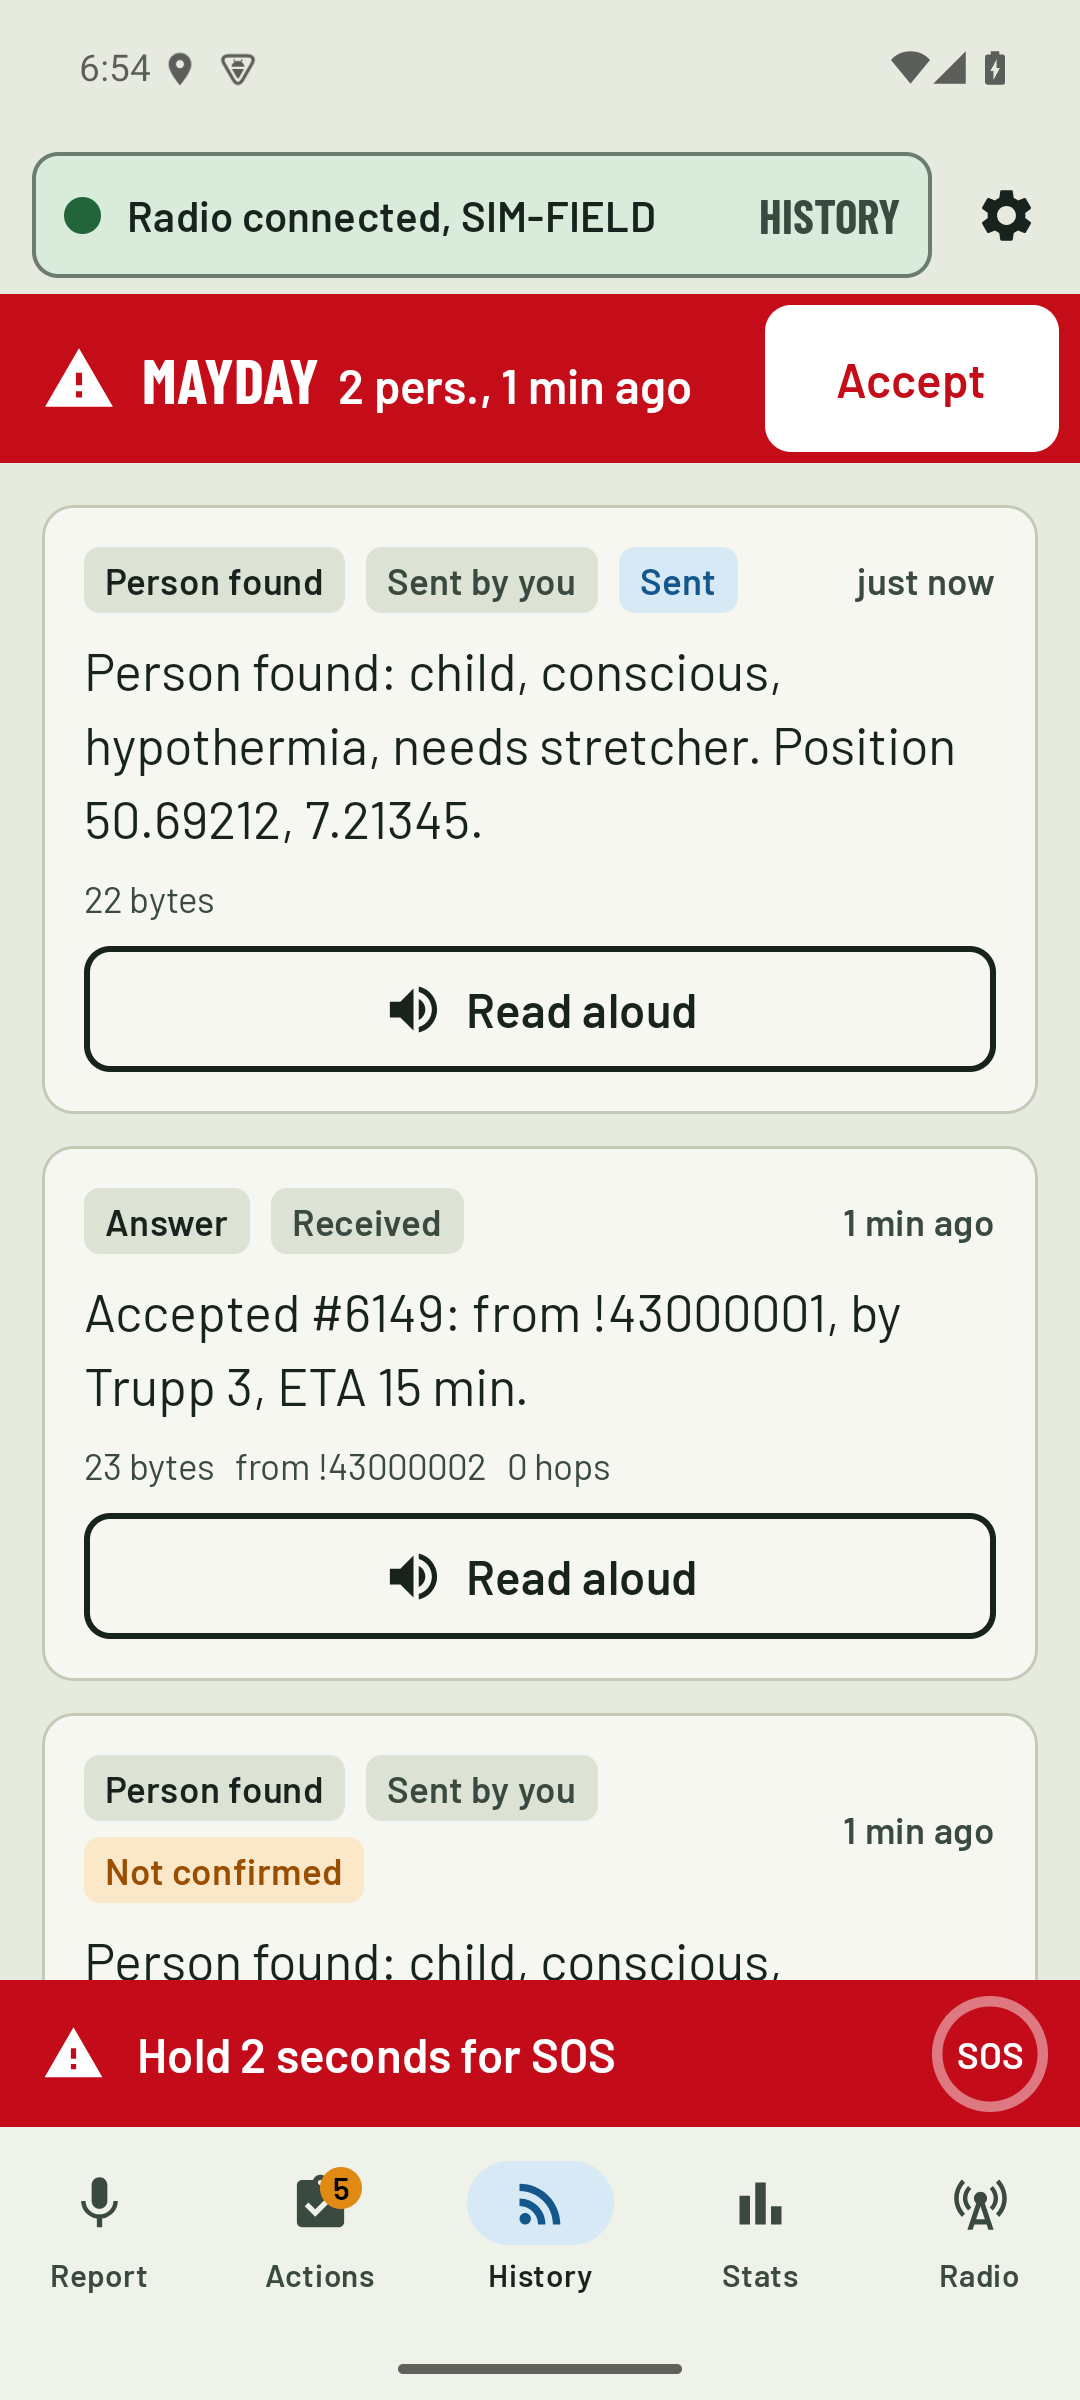 6:54
Radio connected, SIM-FIELD HISTORY
MAYDAY 2 pers., 1 min ago Accept
Person found Sent by you Sent just now
Person found: child, conscious,
hypothermia, needs stretcher. Position
50.69212, 7.21345.
22 bytes
Read aloud
Answer Received 1 min ago
Accepted #6149: from !43000001, by
Trupp 3, ETA 15 min.
23 bytes from !43000002 0 hops
Read aloud
Person found Sent by you
1 min ago
Not confirmed
Person found: child, conscious,
Hold 2 seconds for SOS SOS
5
Report Actions History Stats Radio